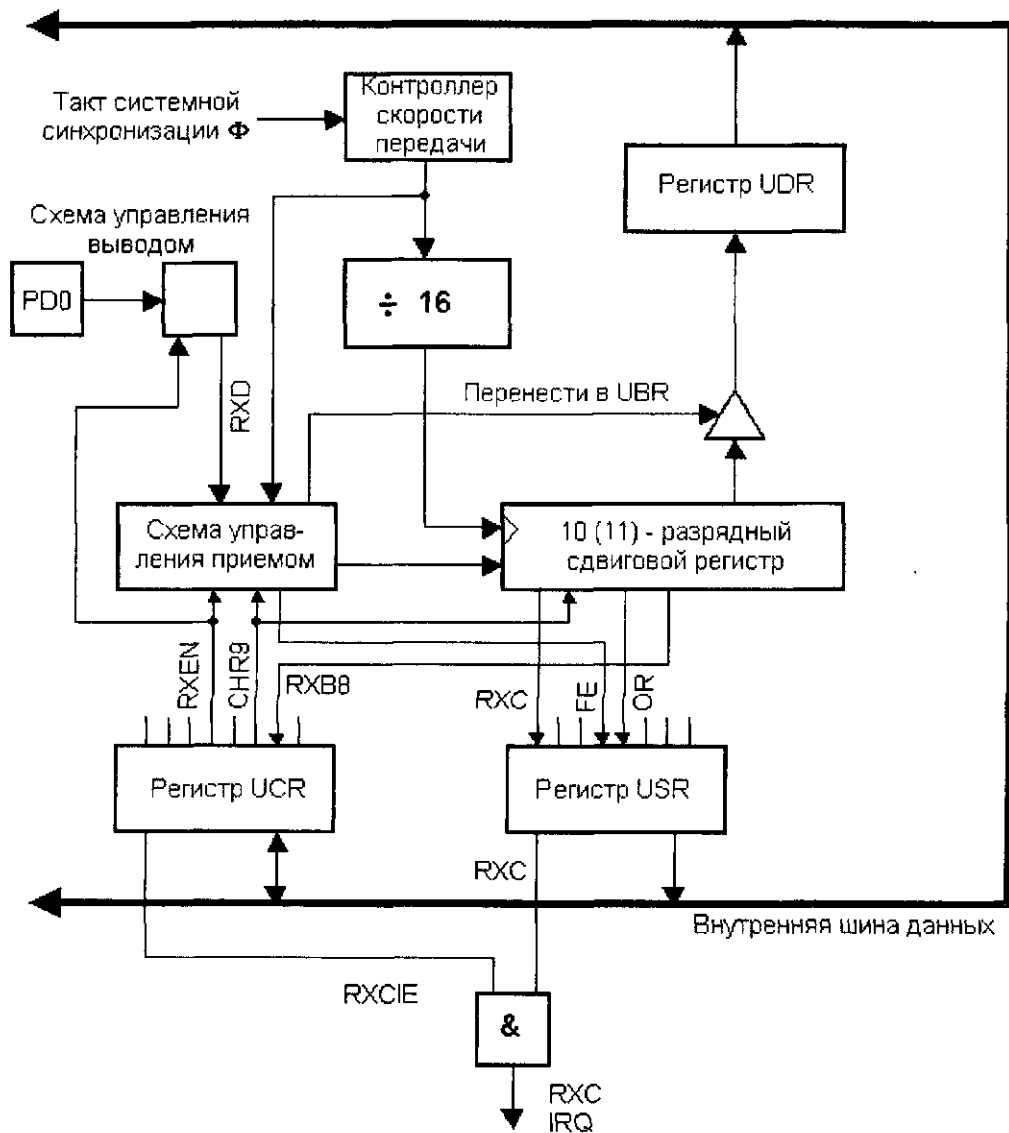 Контроллер
скорости
передачи
Такт системной
синхронизации Ф
Регистр UDR
Схема управления
выводом
PD0
÷ 16
RXD
Перенести в UBR
Схема управ-
ления приемом
10 (11) - разрядный
сдвиговой регистр
RXEN
CHR9
RXB8
RXC
FE
OR
Регистр UCR
Регистр USR
RXC
Внутренняя шина данных
RXCIE
&
RXC
IRQ